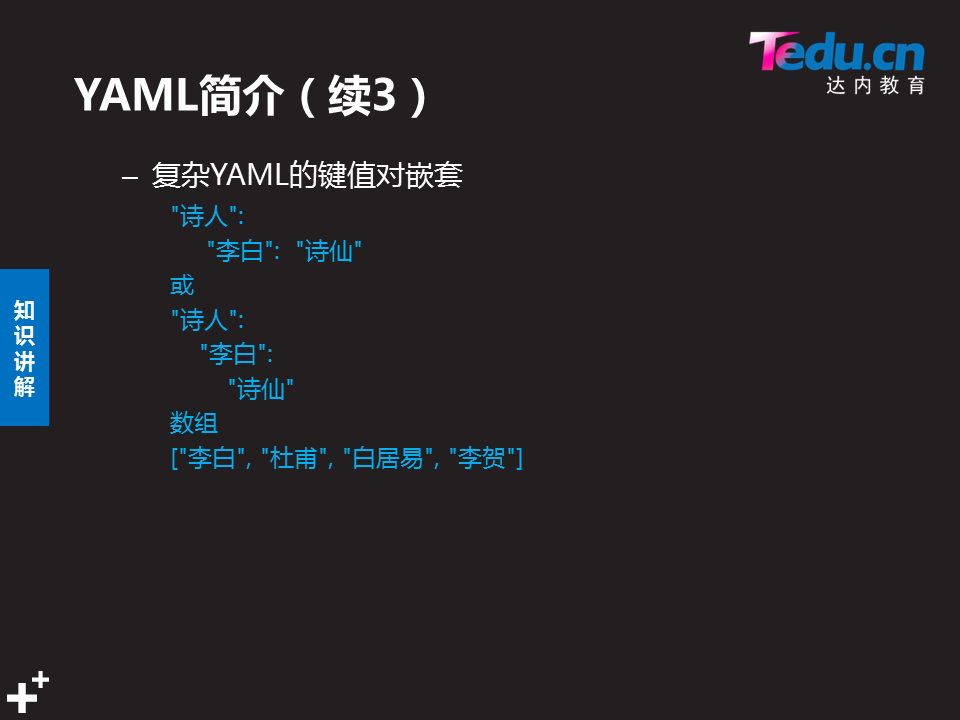 Tedu.cn
达内教育
YAML简介（续3）
– 复杂YAML的键值对嵌套
"诗人":
"李白": "诗仙"
或
"诗人":
"李白":
"诗仙"
数组
["李白", "杜甫", "白居易", "李贺"]
知
识
讲
解